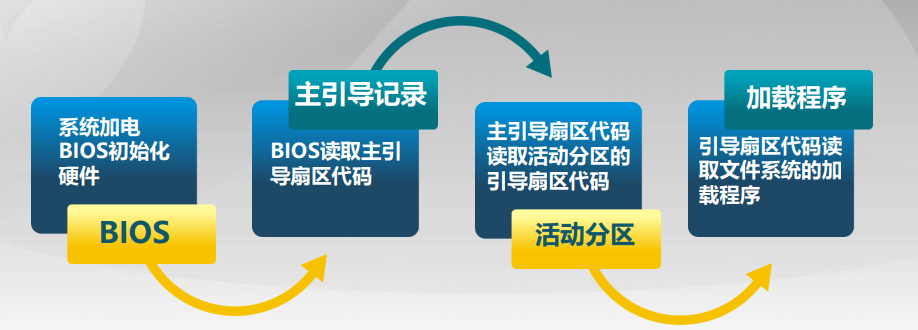 系统加电
BIOS初始化
硬件
BIOS
主引导记录
BIOS读取主引
导扇区代码
主引导扇区代码
读取活动分区的
引导扇区代码
活动分区
加载程序
引导扇区代码读
取文件系统的加
载程序